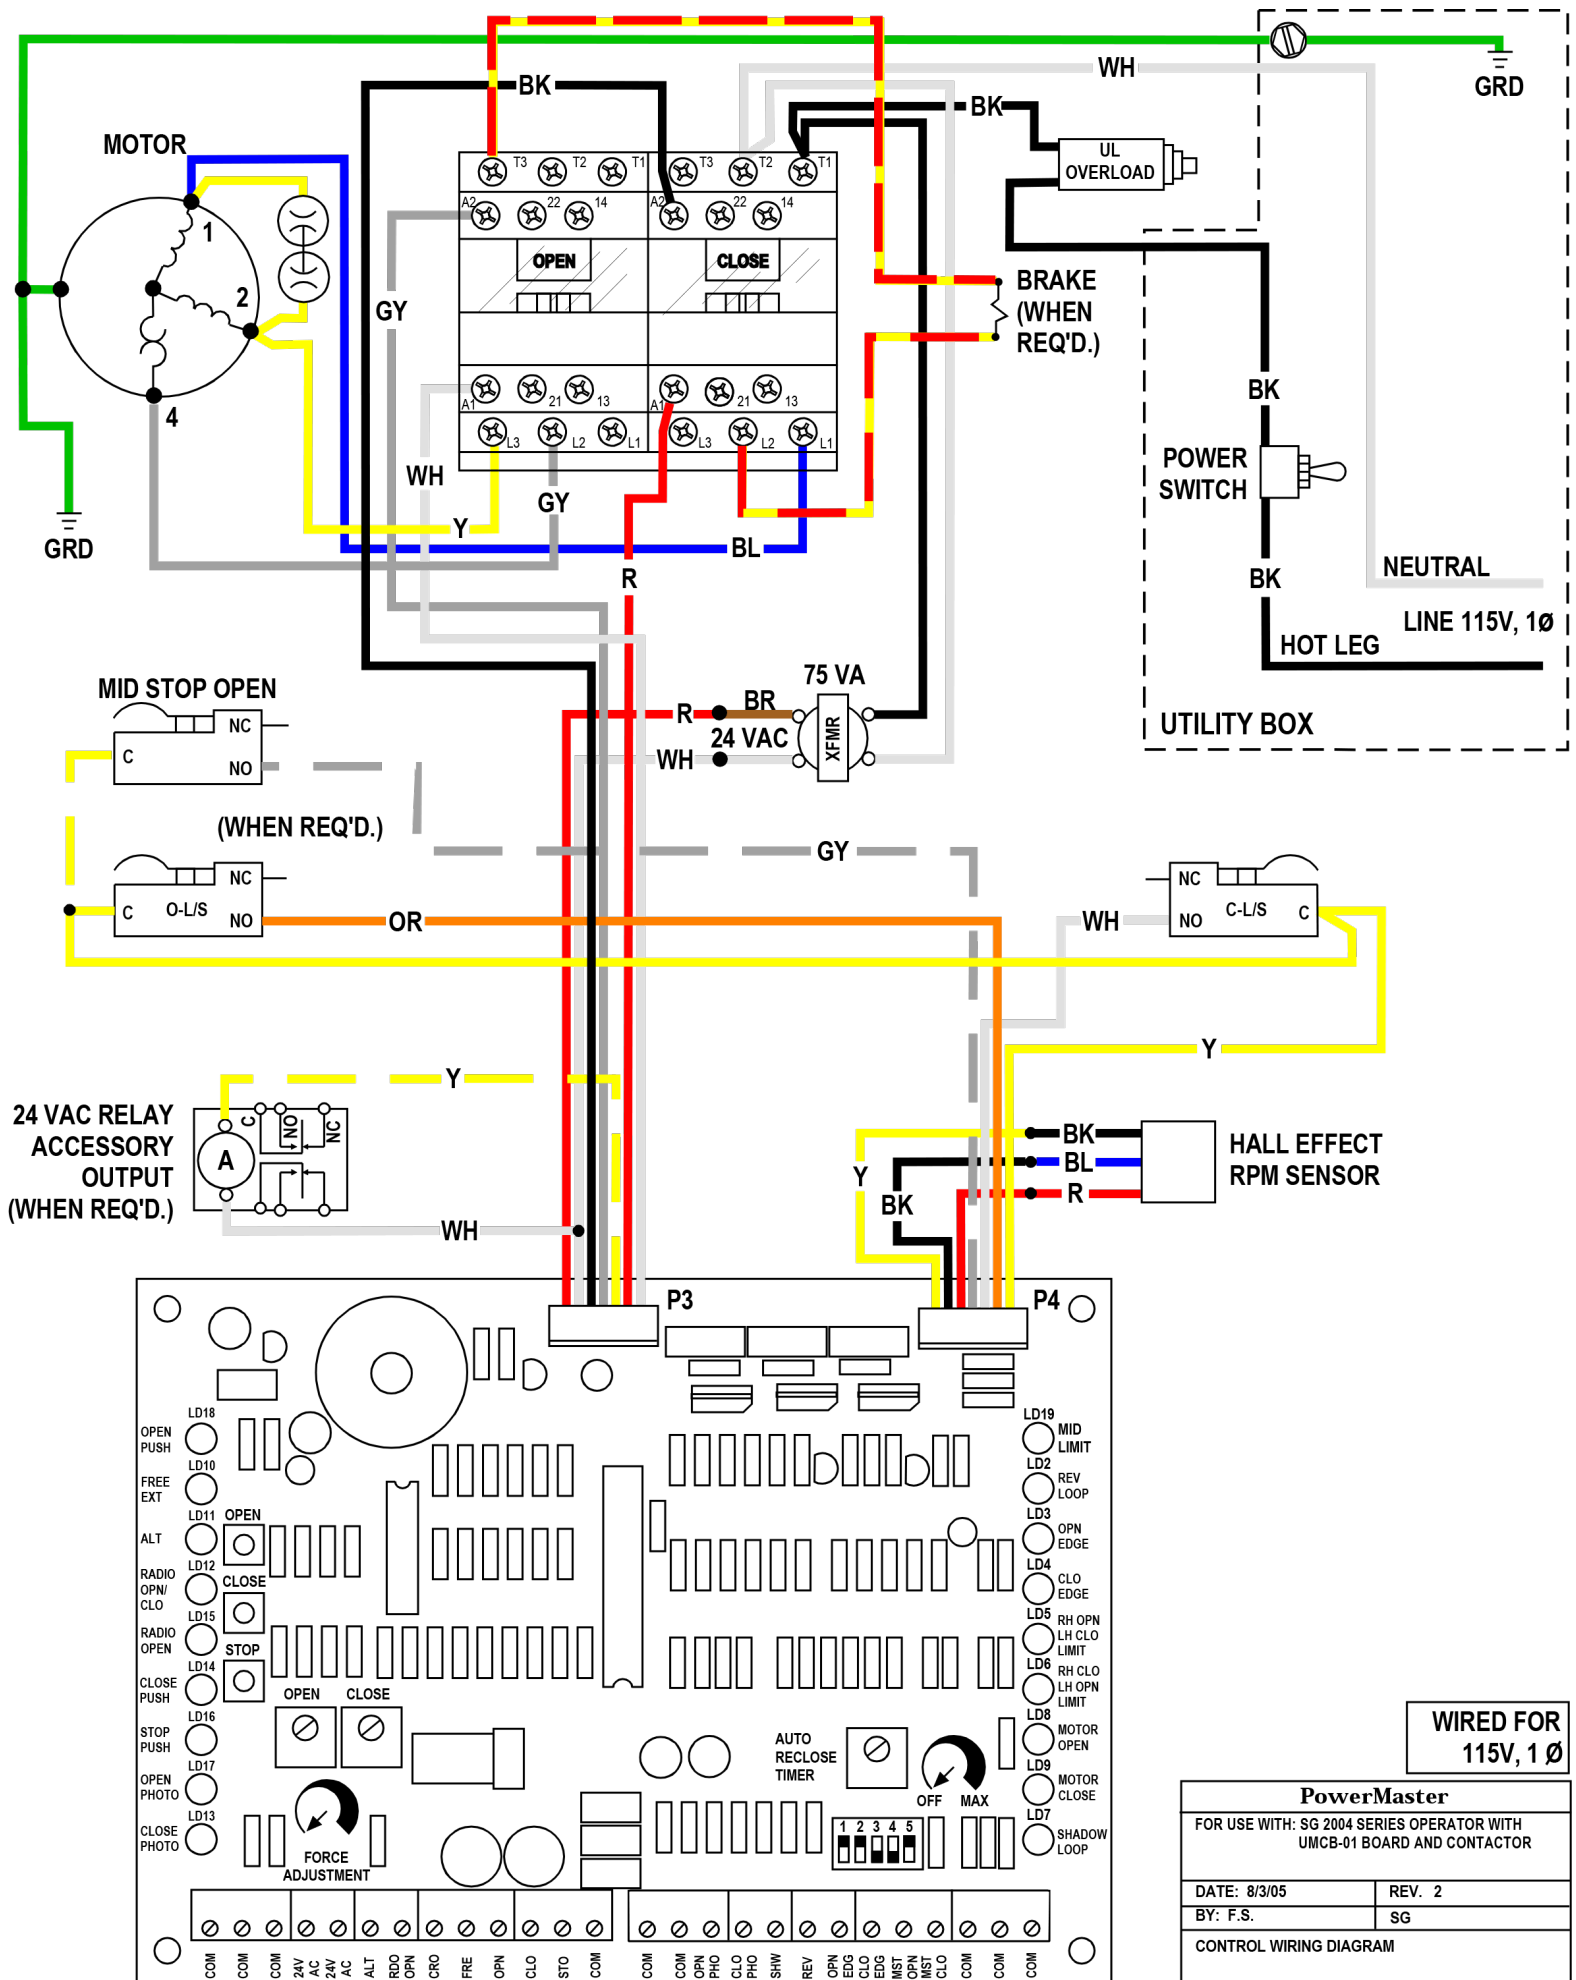 GRD
WH
BK
BK
MOTOR
UL
OVERLOAD
T3 T2 T1 T3 T2 T1
A2 22 14 A2 22 14
1
2
4
OPEN CLOSE
GY
BRAKE
(WHEN
REQ'D.)
A1 21 13 A1 21 13
L3 L2 L1 L3 L2 L1
BK
POWER
SWITCH
WH
GY
Y
BL
GRD
R
BK
NEUTRAL
LINE 115V, 1Ø
HOT LEG
UTILITY BOX
75 VA
MID STOP OPEN
NC
C
NO
R
BR
24 VAC
WH
XFMR
(WHEN REQ'D.)
GY
NC
C
O-L/S
NO
OR
WH
NC
NO
C-L/S
C
Y
Y
24 VAC RELAY
ACCESSORY
OUTPUT
(WHEN REQ'D.)
C
NO
NC
A
WH
Y
BK
BL
R
BK
HALL EFFECT
RPM SENSOR
P3
P4
LD18
OPEN
PUSH
LD10
FREE
EXT
LD11
ALT
OPEN
LD12
RADIO
OPN/
CLO
CLOSE
LD15
RADIO
OPEN
STOP
LD14
CLOSE
PUSH
OPEN CLOSE
LD16
STOP
PUSH
LD17
OPEN
PHOTO
LD13
CLOSE
PHOTO
FORCE
ADJUSTMENT
LD19
MID
LIMIT
LD2
REV
LOOP
LD3
OPN
EDGE
LD4
CLO
EDGE
LD5
RH OPN
LH CLO
LIMIT
LD6
RH CLO
LH OPN
LIMIT
LD8
MOTOR
OPEN
LD9
MOTOR
CLOSE
LD7
SHADOW
LOOP
AUTO
RECLOSE
TIMER
OFF MAX
1 2 3 4 5
COM
COM
COM
24V
AC
24V
AC
ALT
RDO
OPN
CRO
FRE
OPN
CLO
STO
COM
COM
COM
OPN
PHO
CLO
PHO
SHW
REV
OPN
EDG
CLO
EDG
MST
OPN
MST
CLO
COM
COM
COM
WIRED FOR
115V, 1 Ø
PowerMaster
FOR USE WITH: SG 2004 SERIES OPERATOR WITH
UMCB-01 BOARD AND CONTACTOR
DATE: 8/3/05 REV. 2
BY: F.S. SG
CONTROL WIRING DIAGRAM